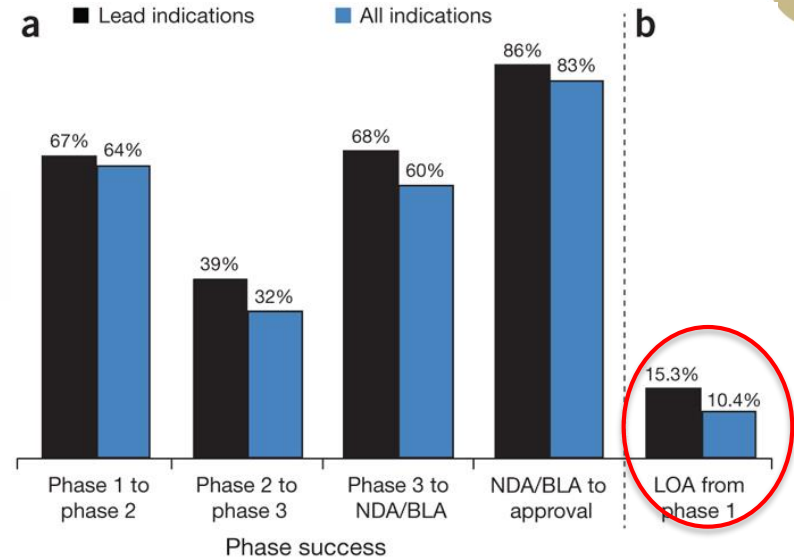 a
Lead indications
All indications
b
67%
64%
39%
32%
68%
60%
86%
83%
15.3%
10.4%
Phase 1 to
phase 2
Phase 2 to
phase 3
Phase 3 to
NDA/BLA
NDA/BLA to
approval
LOA from
phase 1
Phase success